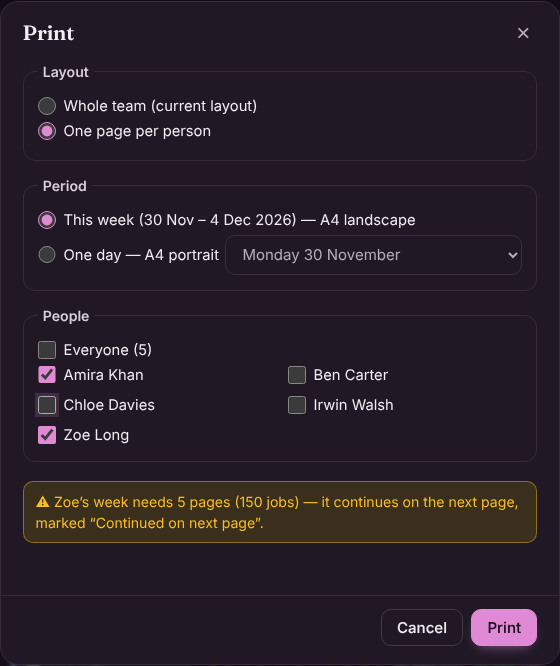 Print
Layout
Whole team (current layout)
One page per person
Period
This week (30 Nov – 4 Dec 2026) — A4 landscape
One day — A4 portrait
Monday 30 November
People
Everyone (5)
Amira Khan
Ben Carter
Chloe Davies
Irwin Walsh
Zoe Long
Zoe’s week needs 5 pages (150 jobs) — it continues on the next page,
marked “Continued on next page”.
Cancel
Print